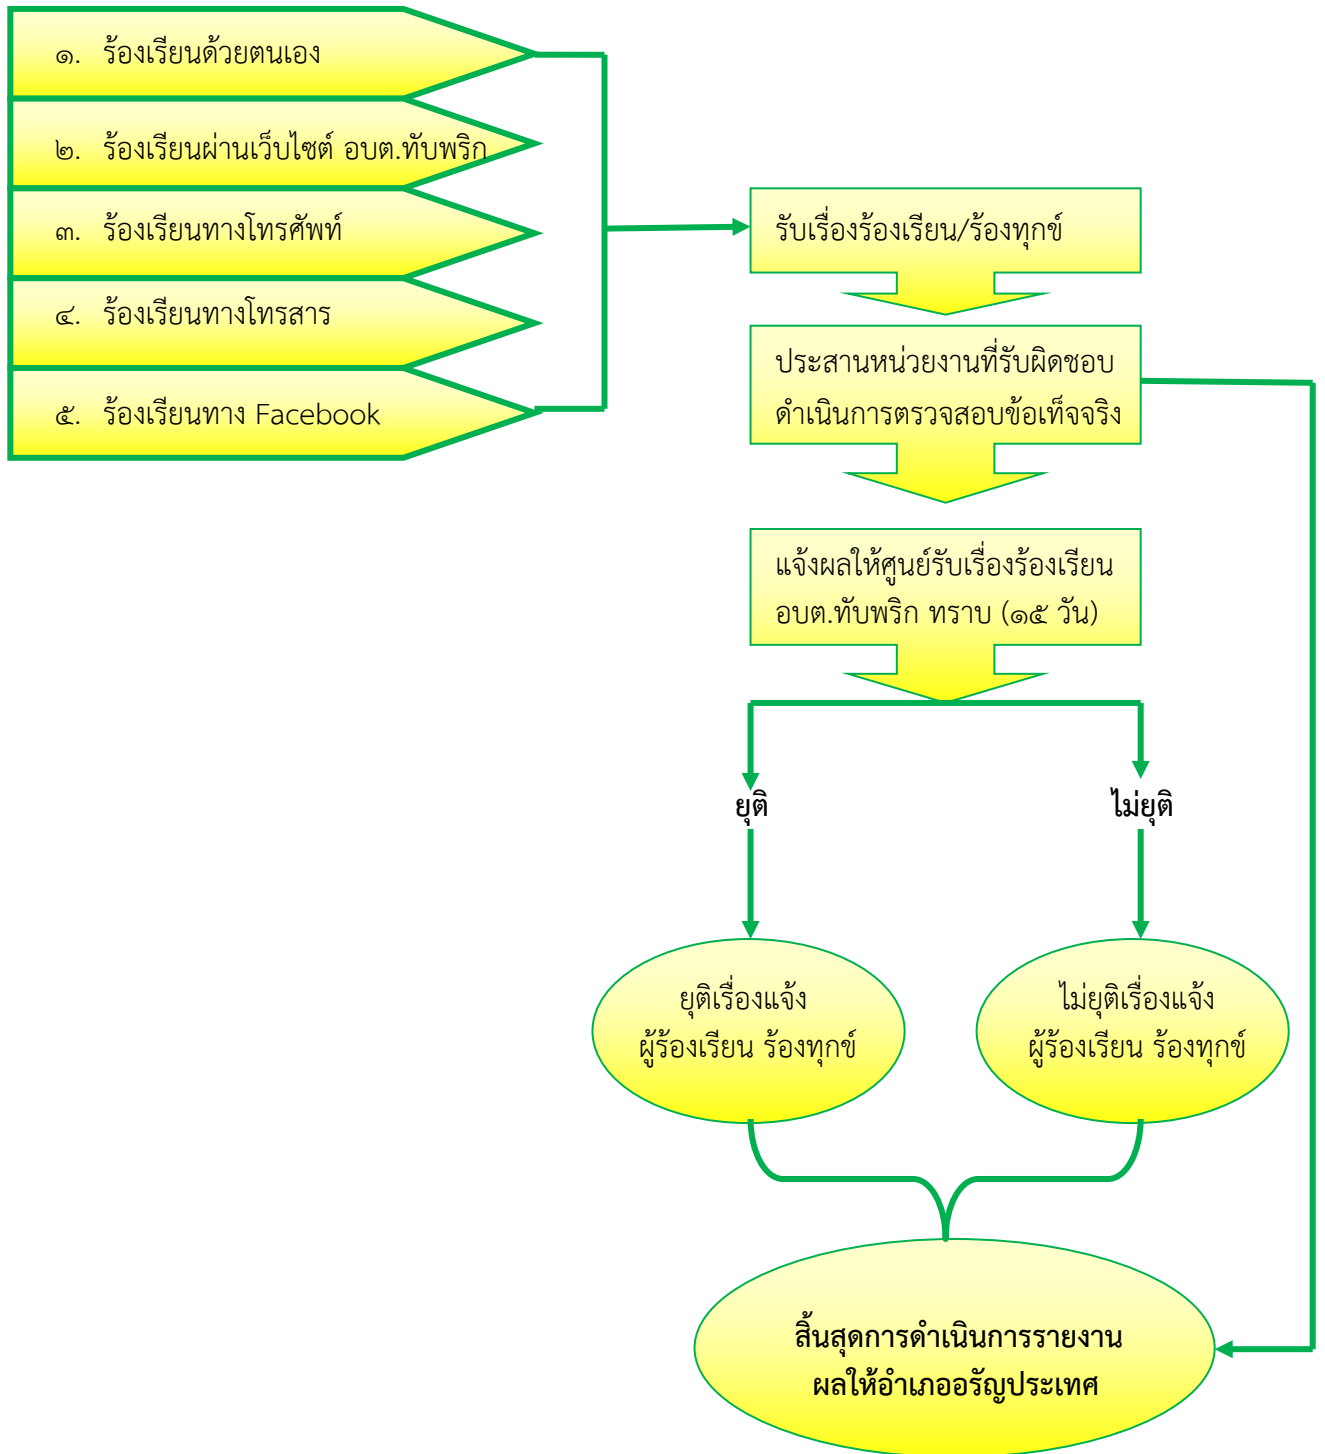 ๑. ร้องเรียนด้วยตนเอง
๒. ร้องเรียนผ่านเว็บไซต์ อบต.ทับพริก
๓. ร้องเรียนทางโทรศัพท์
๔. ร้องเรียนทางโทรสาร
๕. ร้องเรียนทาง Facebook
รับเรื่องร้องเรียน/ร้องทุกข์
ประสานหน่วยงานที่รับผิดชอบ
ดำเนินการตรวจสอบข้อเท็จจริง
แจ้งผลให้ศูนย์รับเรื่องร้องเรียน
อบต.ทับพริก ทราบ (๑๕ วัน)
ยุติ
ไม่ยุติ
ยุติเรื่องแจ้ง
ผู้ร้องเรียน ร้องทุกข์
ไม่ยุติเรื่องแจ้ง
ผู้ร้องเรียน ร้องทุกข์
สิ้นสุดการดำเนินการรายงาน
ผลให้อำเภออรัญประเทศ